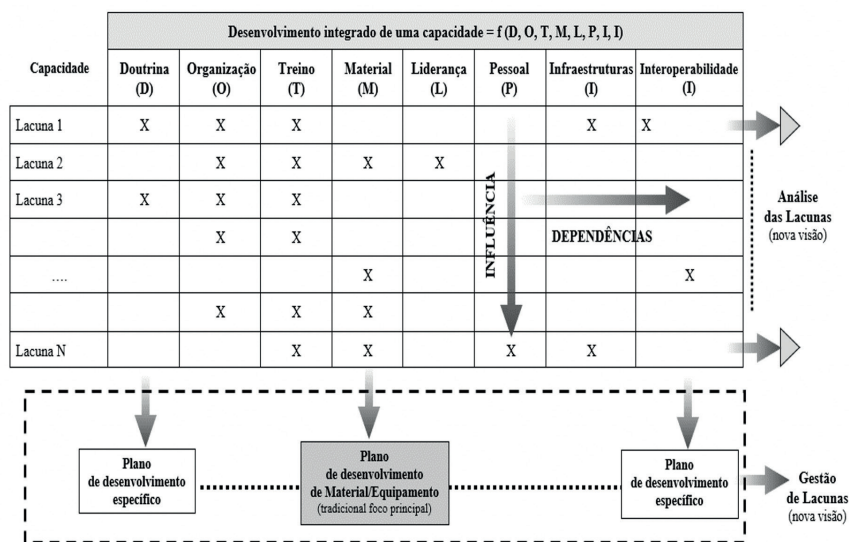 Desenvolvimento integrado de uma capacidade = f (D, O, T, M, L, P, I, I)
Capacidade Doutrina Organização Treino Material Liderança Pessoal Infraestruturas Interoperabilidade
(D) (O) (T) (M) (L) (P) (I) (I)
Lacuna 1 X X X X X
Lacuna 2 X X X X
Lacuna 3 X X X
X X
INFLUÊNCIA
DEPENDÊNCIAS
Análise
das Lacunas
(nova visão)
.... X X
X X X
Lacuna N X X X X
Plano
de desenvolvimento
específico
Plano
de desenvolvimento
de Material/Equipamento
(tradicional foco principal)
Plano
de desenvolvimento
específico
Gestão
de Lacunas
(nova visão)